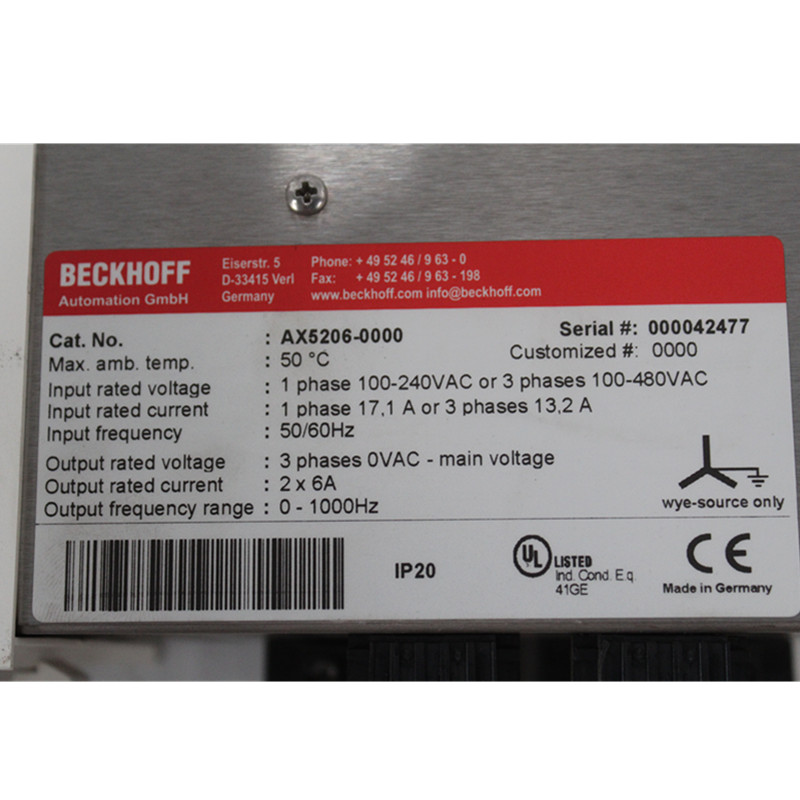 BECKHOFF
Automation GmbH
Eiserstr. 5
D-33415 Verl
Germany
Phone: + 49 52 46 / 9 63 - 0
Fax: + 49 52 46 / 9 63 - 198
www.beckhoff.com info@beckhoff.com
Cat. No. : AX5206-0000
Serial #: 000042477
Max. amb. temp. : 50 °C
Customized #: 0000
Input rated voltage : 1 phase 100-240VAC or 3 phases 100-480VAC
Input rated current : 1 phase 17,1 A or 3 phases 13,2 A
Input frequency : 50/60Hz
Output rated voltage : 3 phases 0VAC - main voltage
Output rated current : 2 x 6A
Output frequency range : 0 - 1000Hz
wye-source only
IP20
UL LISTED
Ind. Cond. Eq.
41GE
CE
Made in Germany